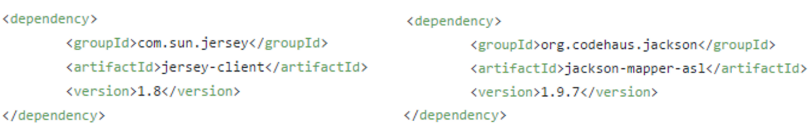 <dependency>
        <groupId>com.sun.jersey</groupId>
        <artifactId>jersey-client</artifactId>
        <version>1.8</version>
</dependency>
<dependency>
        <groupId>org.codehaus.jackson</groupId>
        <artifactId>jackson-mapper-asl</artifactId>
        <version>1.9.7</version>
</dependency>